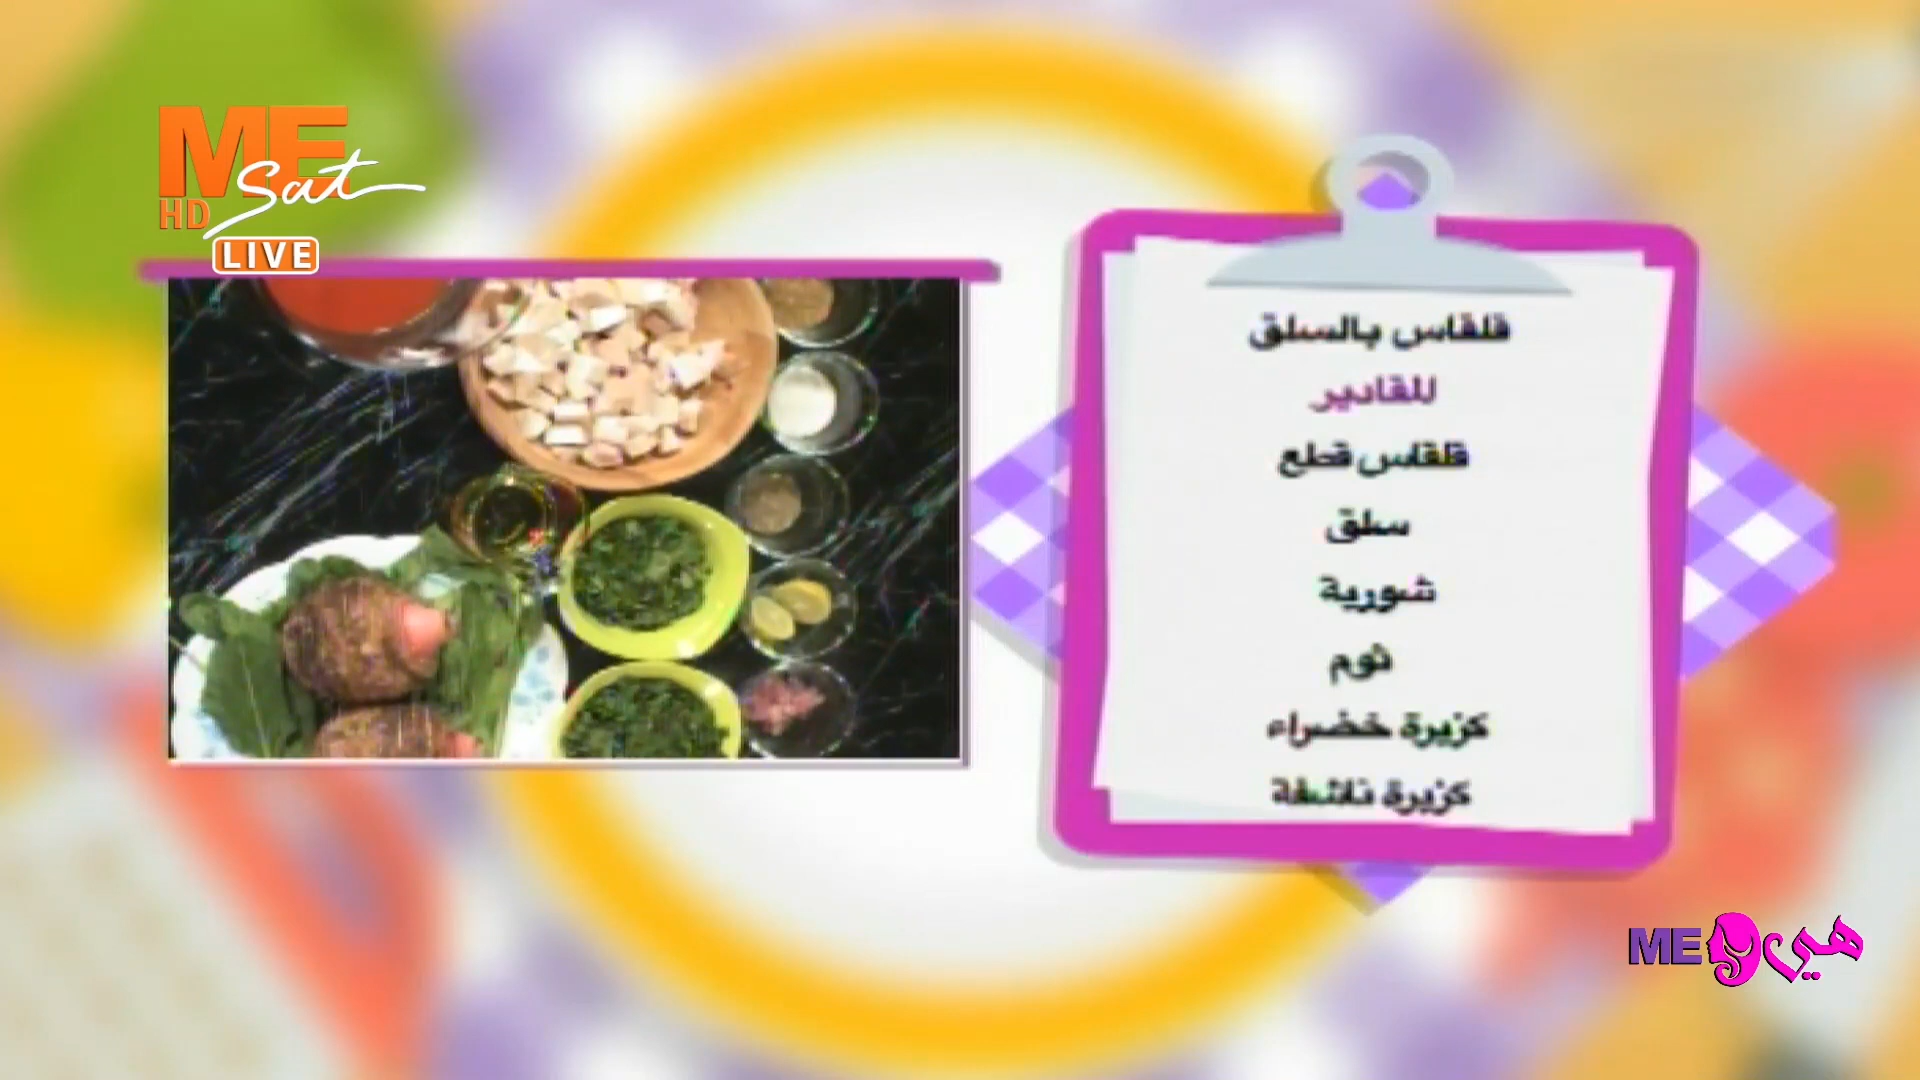 ME
Sat
HD
LIVE
قلقاس بالسلق
للقادير
قلقاس قطع
سلق
شوربة
ثوم
كزبرة خضراء
كزبرة ناشفة
ME هي